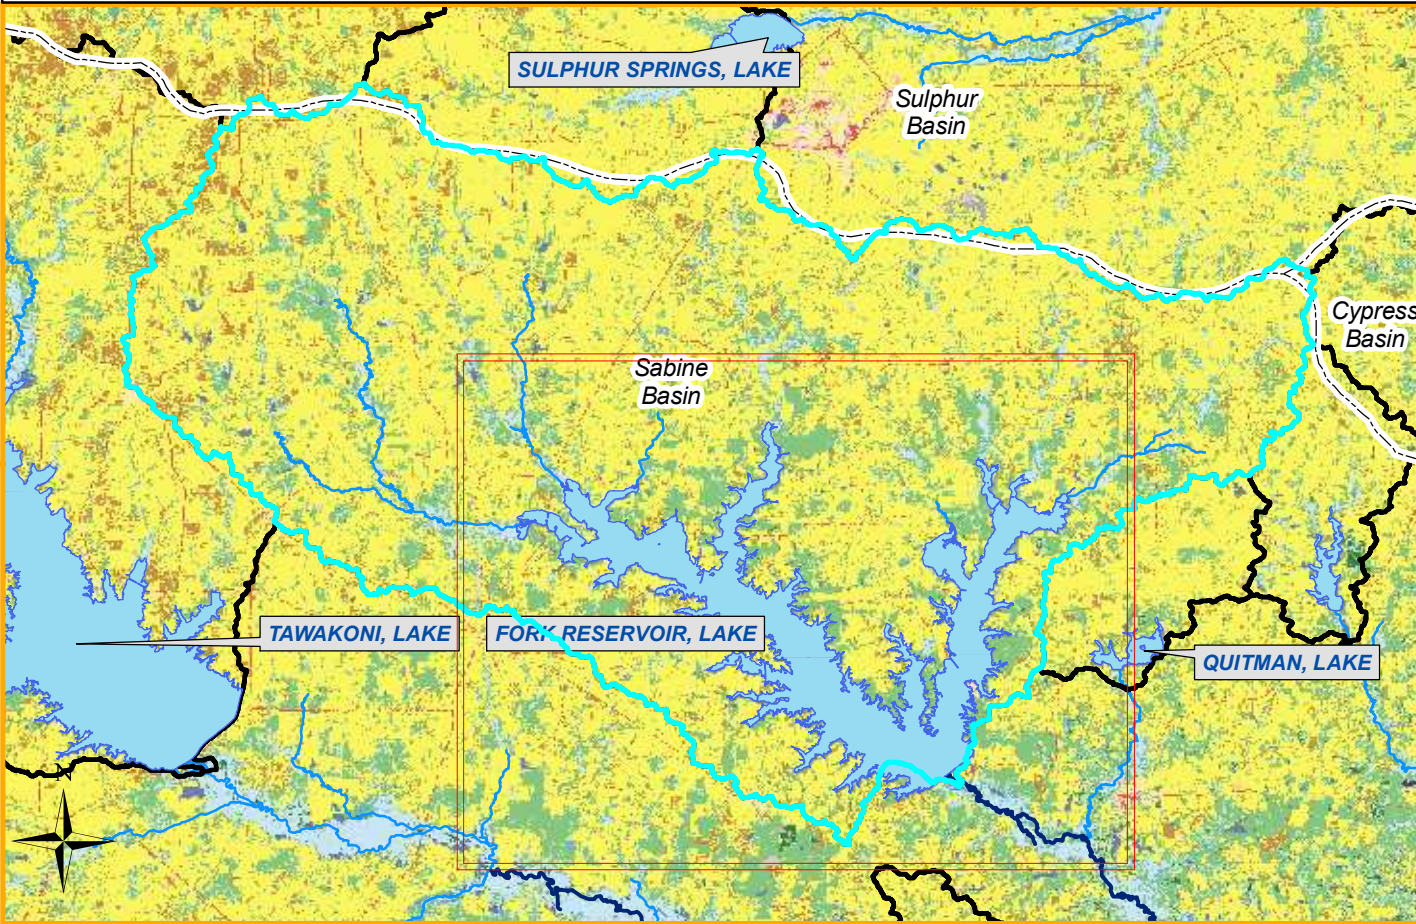 SULPHUR SPRINGS, LAKE
Sulphur
Basin
Cypress
Basin
Sabine
Basin
TAWAKONI, LAKE
FORK RESERVOIR, LAKE
QUITMAN, LAKE
N